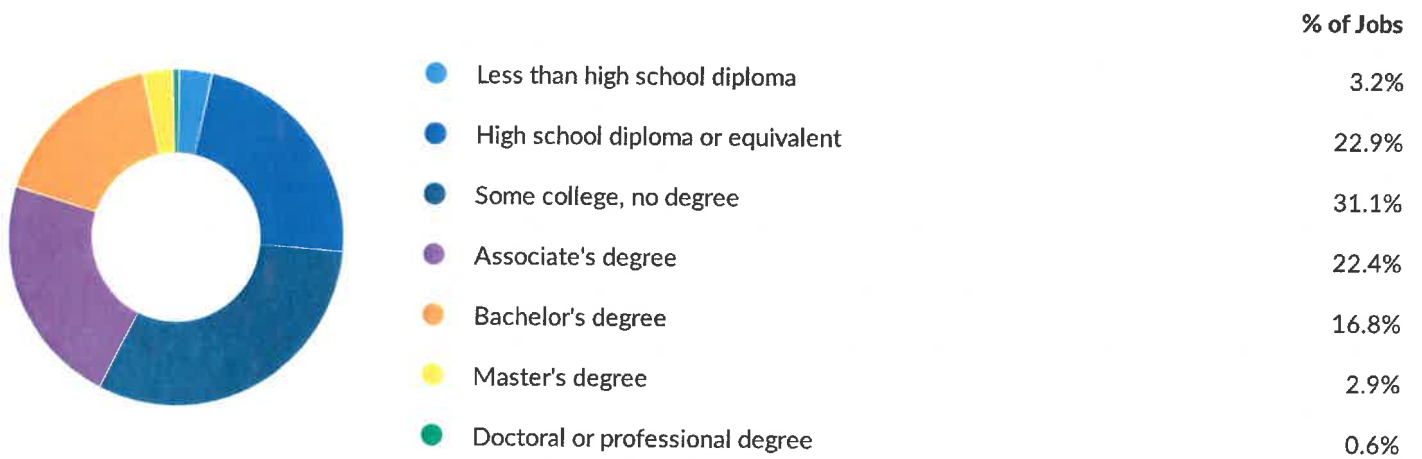 % of Jobs
Less than high school diploma 3.2%
High school diploma or equivalent 22.9%
Some college, no degree 31.1%
Associate's degree 22.4%
Bachelor's degree 16.8%
Master's degree 2.9%
Doctoral or professional degree 0.6%